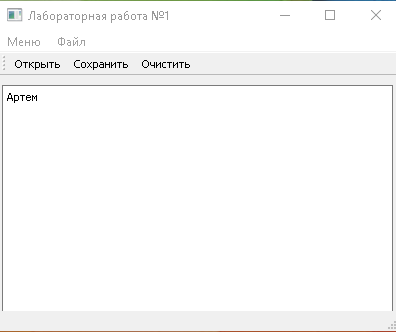 Лабораторная работа №1
Меню Файл
Открыть Сохранить Очистить
Артем